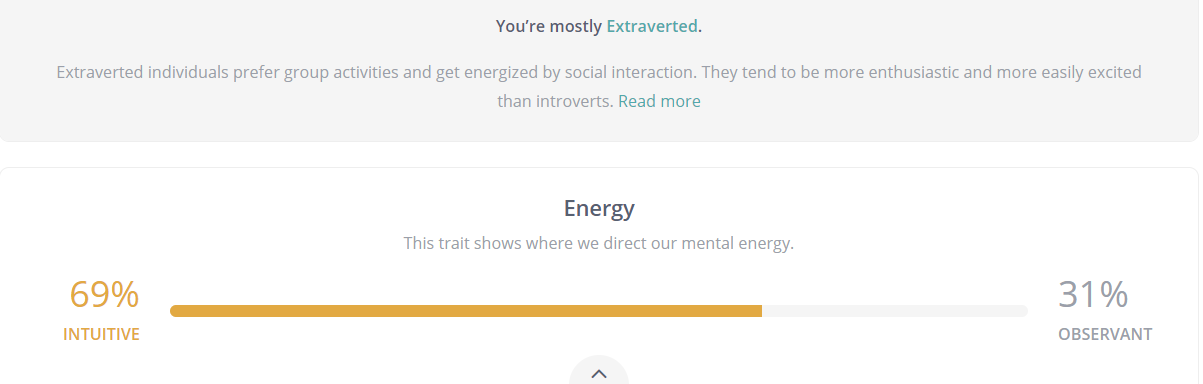 You’re mostly Extraverted.
Extraverted individuals prefer group activities and get energized by social interaction. They tend to be more enthusiastic and more easily excited
than introverts. Read more
Energy
This trait shows where we direct our mental energy.
69%
INTUITIVE
31%
OBSERVANT